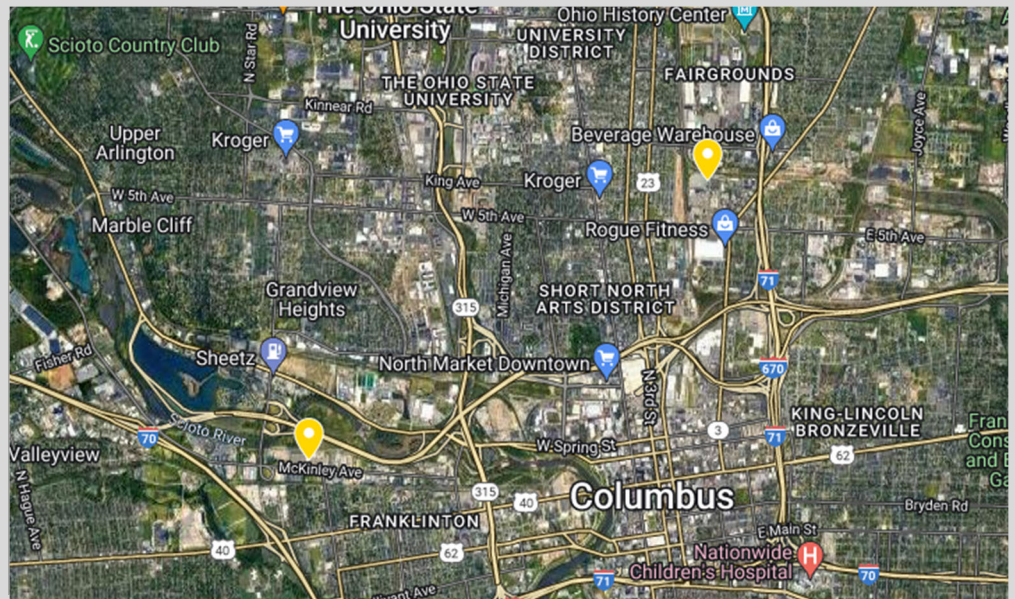 The Ohio State
University
Ohio History Center
UNIVERSITY
DISTRICT
Scioto Country Club
N Star Rd
FAIRGROUNDS
THE OHIO STATE
UNIVERSITY
Kinnear Rd
Joyce Ave
Upper
Arlington
Kroger
Beverage Warehouse
King Ave
Kroger
23
W 5th Ave
W 5th Ave
Marble Cliff
Rogue Fitness
E 5th Ave
Michigan Ave
71
Grandview
Heights
SHORT NORTH
ARTS DISTRICT
315
Fisher Rd
Sheetz
North Market Downtown
670
N 3rd St
KING-LINCOLN
BRONZEVILLE
Scioto River
70
3
71
W Spring St
62
Valleyview
McKinley Ave
N Hague Ave
315
40
Columbus
Bryden Rd
FRANKLINTON
E Main St
40
62
Nationwide
Children's Hospital
71
70